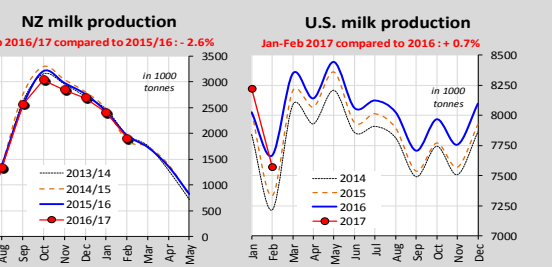 NZ milk production
2016/17 compared to 2015/16 : - 2.6%
in 1000
tonnes
3500
3000
2500
2000
1500
1000
500
0
2013/14
2014/15
2015/16
2016/17
Aug
Sep
Oct
Nov
Dec
Jan
Feb
Mar
Apr
May
U.S. milk production
Jan-Feb 2017 compared to 2016 : + 0.7%
in 1000
tonnes
8500
8250
8000
7750
7500
7250
7000
2014
2015
2016
2017
Jan
Feb
Mar
Apr
May
Jun
Jul
Aug
Sep
Oct
Nov
Dec